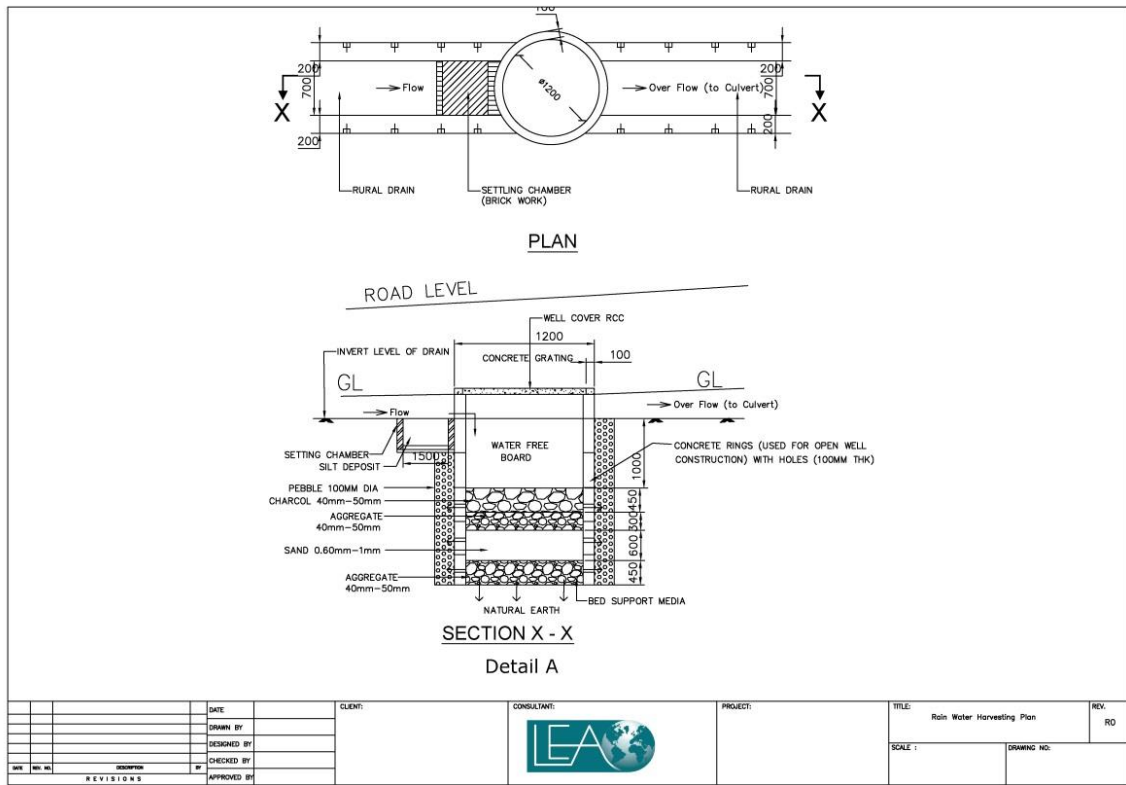 100
200
700
200
X
Flow
ø1200
Over Flow (to Culvert)
200
700
200
X
RURAL DRAIN
SETTLING CHAMBER
(BRICK WORK)
RURAL DRAIN
PLAN
ROAD LEVEL
WELL COVER RCC
1200
INVERT LEVEL OF DRAIN
CONCRETE GRATING
100
GL
GL
Flow
Over Flow (to Culvert)
WATER FREE
BOARD
SETTING CHAMBER
SILT DEPOSIT
1500
CONCRETE RINGS (USED FOR OPEN WELL
CONSTRUCTION) WITH HOLES (100MM THK)
1000
PEBBLE 100MM DIA
CHARCOL 40mm-50mm
450
AGGREGATE
40mm-50mm
300
SAND 0.60mm-1mm
600
AGGREGATE
40mm-50mm
450
BED SUPPORT MEDIA
NATURAL EARTH
SECTION X - X
Detail A
DATE
DRAWN BY
DESIGNED BY
CHECKED BY
APPROVED BY
DATE REV. NO. DESCRIPTION BY
REVISIONS
CLIENT:
CONSULTANT:
LEA
PROJECT:
TITLE:
Rain Water Harvesting Plan
REV.
R0
SCALE :
DRAWING NO: